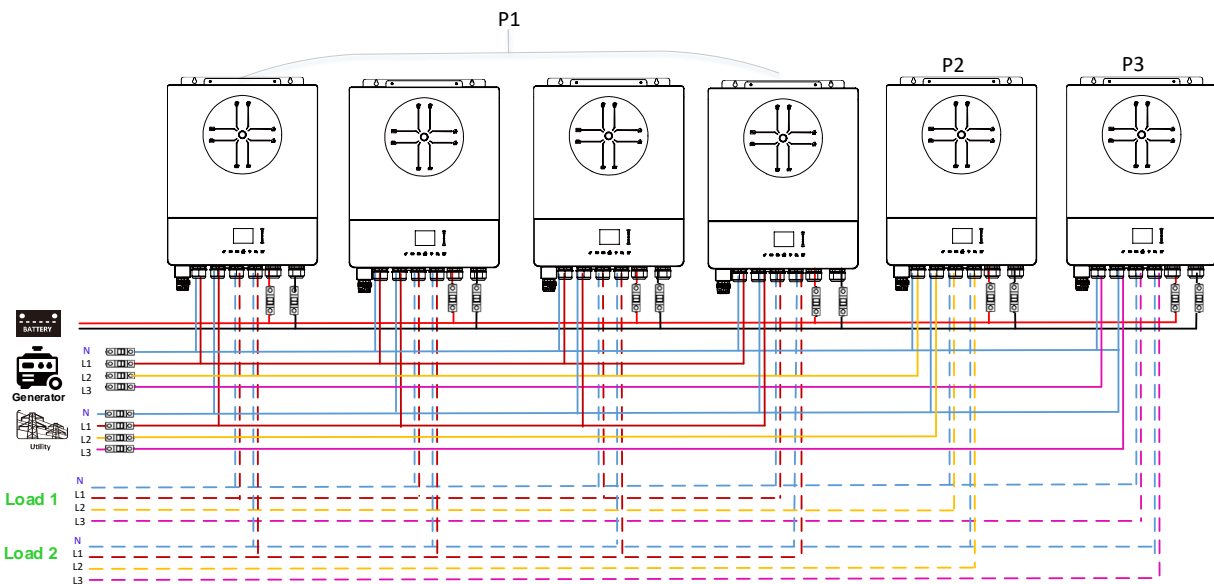 P1
P2
P3
BATTERY
N
L1
L2
L3
Generator
N
L1
L2
L3
Utility
N
L1
L2
L3
Load 1
N
L1
L2
L3
Load 2